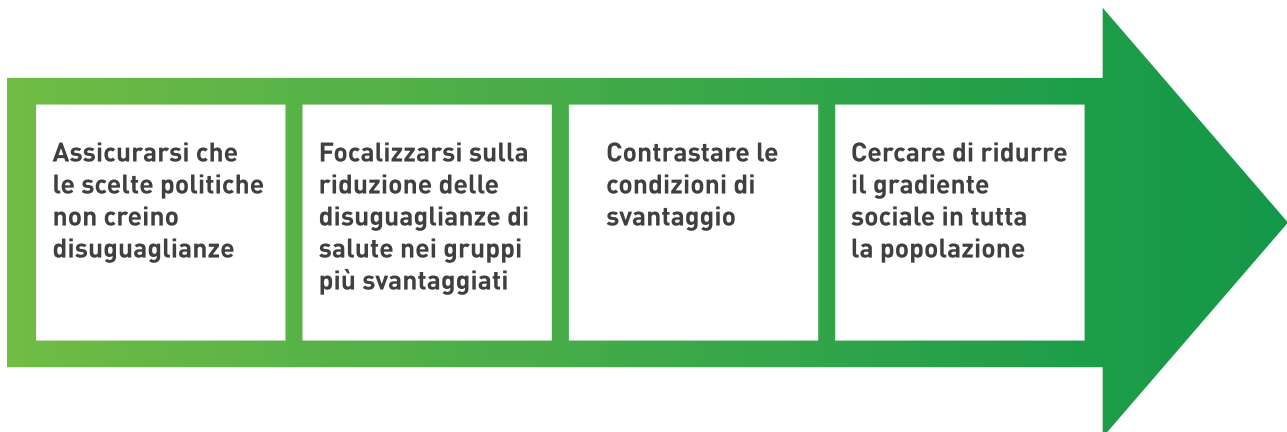 Assicurarsi che
le scelte politiche
non creino
disuguaglianze
Focalizzarsi sulla
riduzione delle
disuguaglianze di
salute nei gruppi
più svantaggiati
Contrastare le
condizioni di
svantaggio
Cercare di ridurre
il gradiente
sociale in tutta
la popolazione